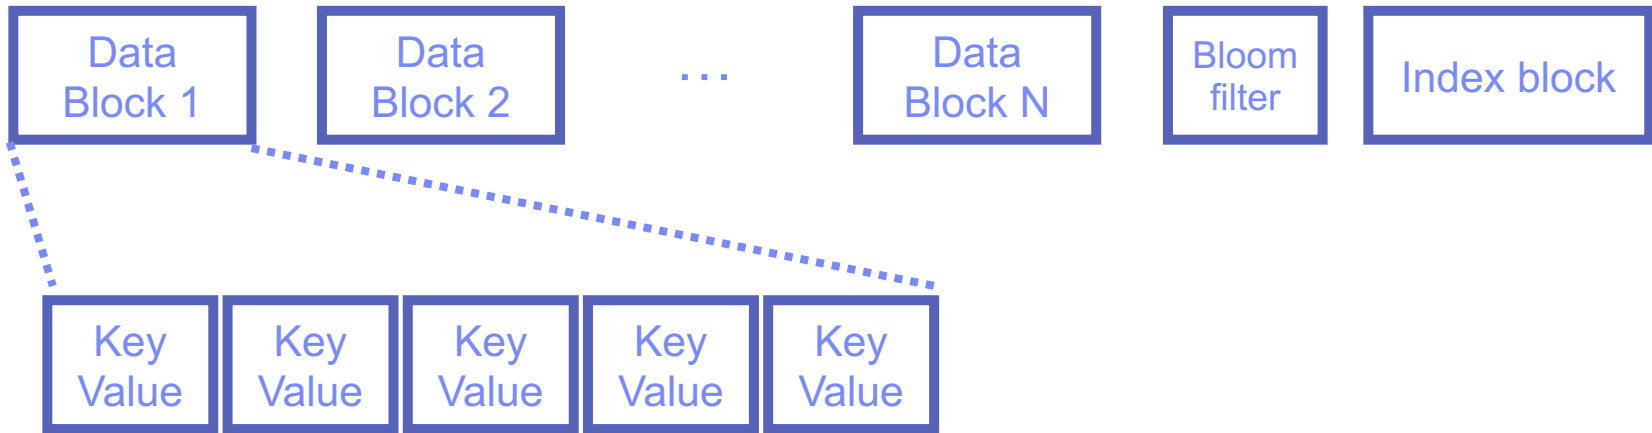 Data
Block 1
Data
Block 2
...
Data
Block N
Bloom
filter
Index block
Key
Value
Key
Value
Key
Value
Key
Value
Key
Value